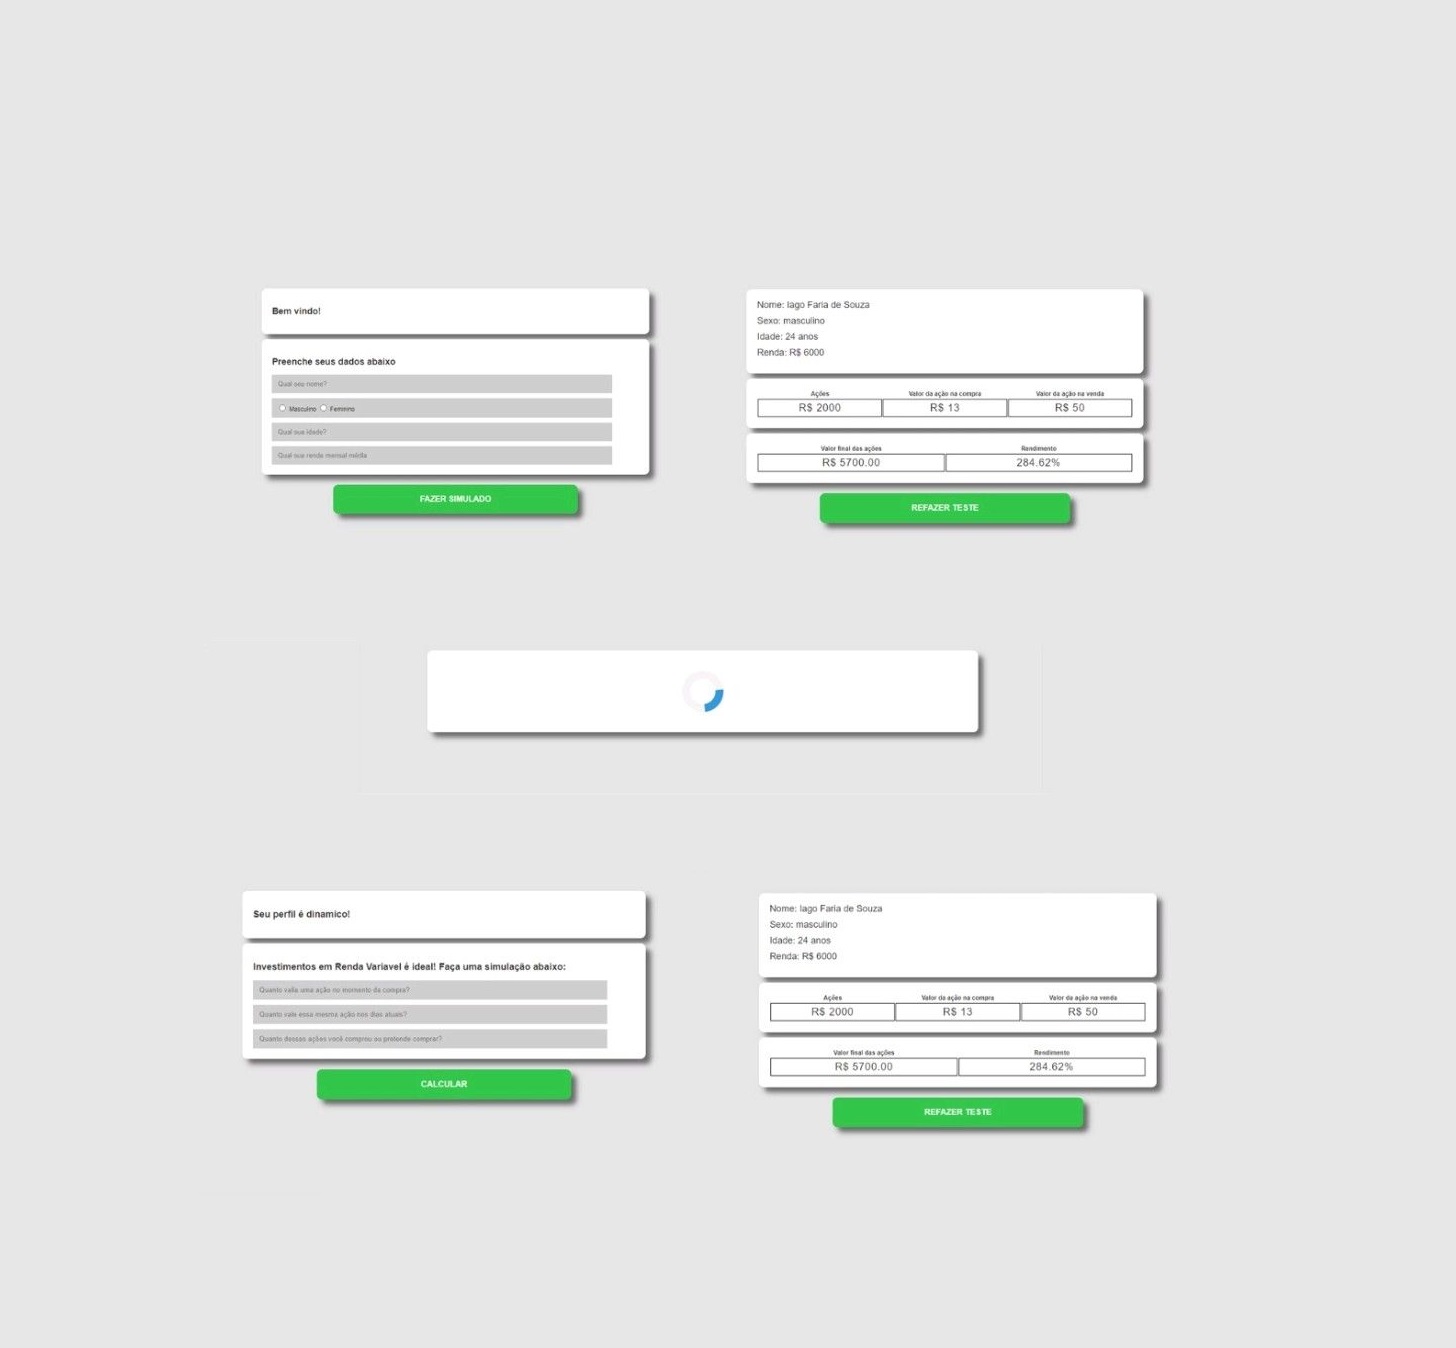 Bem vindo!
Preenche seus dados abaixo
Qual seu nome?
Masculino Feminino
Qual sua idade?
Qual sua renda mensal média
FAZER SIMULADO
Nome: Iago Faria de Souza
Sexo: masculino
Idade: 24 anos
Renda: R$ 6000
Ações Valor da ação na compra Valor da ação na venda
R$ 2000 R$ 13 R$ 50
Valor final das ações Rendimento
R$ 5700.00 284.62%
REFAZER TESTE
Seu perfil é dinamico!
Investimentos em Renda Variavel é ideal! Faça uma simulação abaixo:
Quanto valia uma ação no momento da compra?
Quanto vale essa mesma ação nos dias atuais?
Quanto dessas ações você comprou ou pretende comprar?
CALCULAR
Nome: Iago Faria de Souza
Sexo: masculino
Idade: 24 anos
Renda: R$ 6000
Ações Valor da ação na compra Valor da ação na venda
R$ 2000 R$ 13 R$ 50
Valor final das ações Rendimento
R$ 5700.00 284.62%
REFAZER TESTE